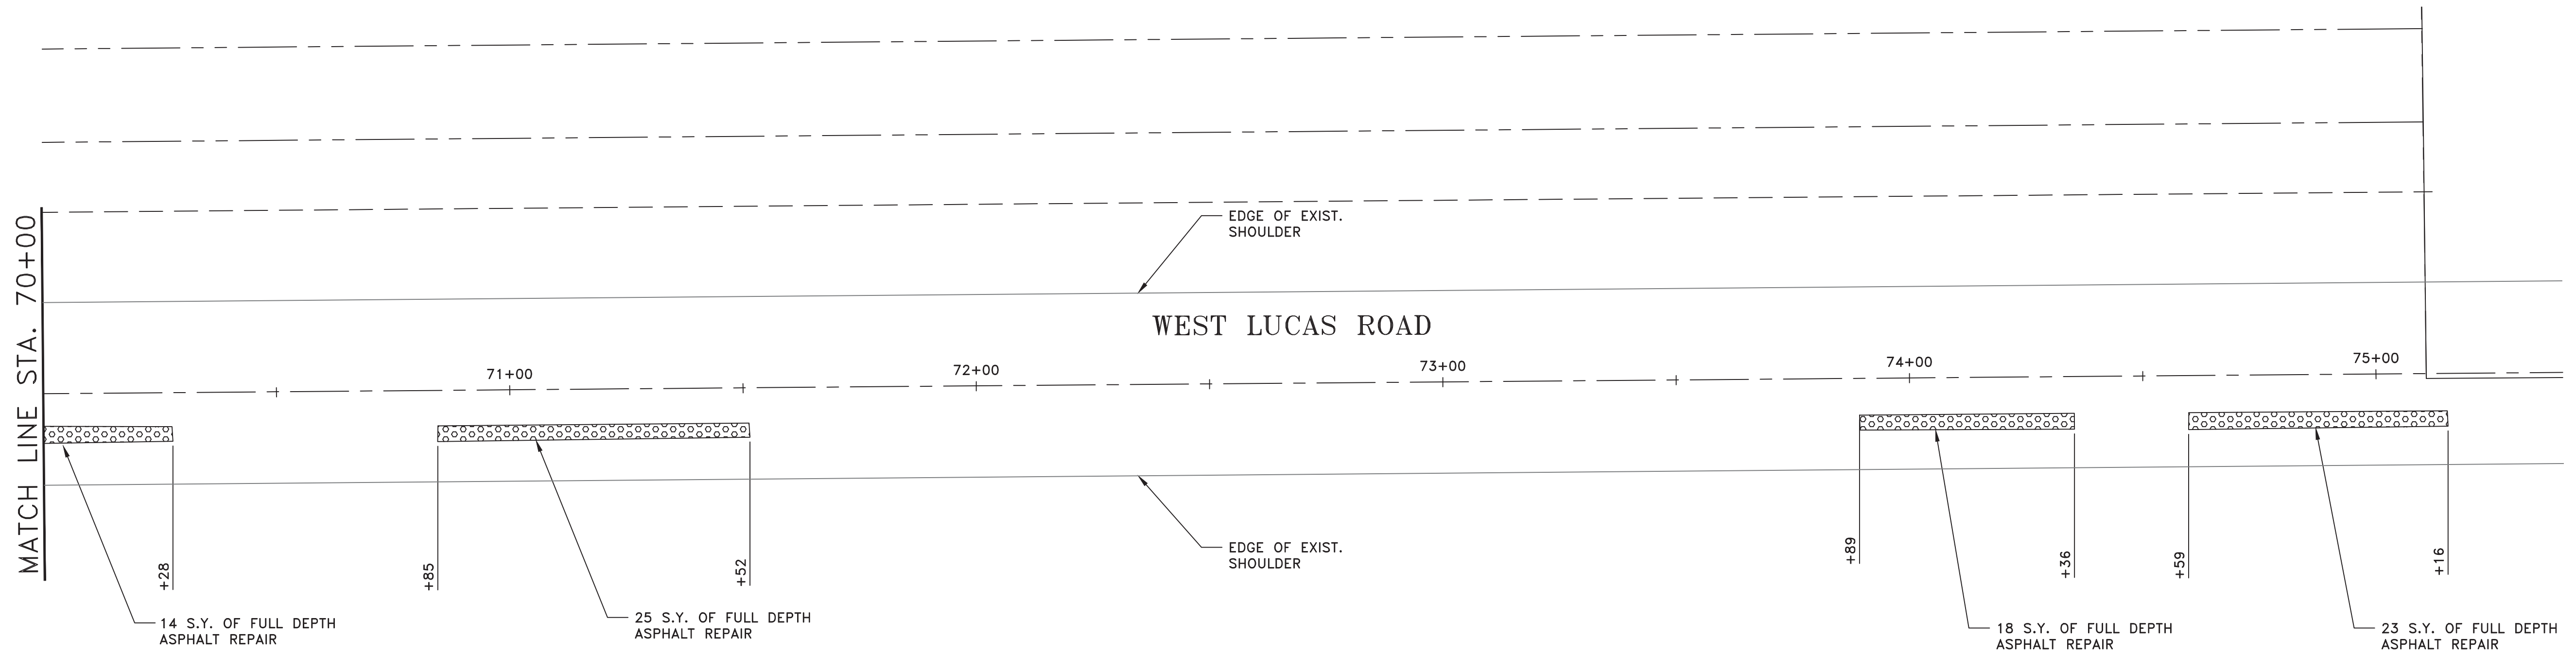 MATCH LINE STA. 70+00
EDGE OF EXIST.
SHOULDER
WEST LUCAS ROAD
71+00
72+00
73+00
74+00
75+00
EDGE OF EXIST.
SHOULDER
+28
+85
+52
+89
+36
+59
+16
14 S.Y. OF FULL DEPTH
ASPHALT REPAIR
25 S.Y. OF FULL DEPTH
ASPHALT REPAIR
18 S.Y. OF FULL DEPTH
ASPHALT REPAIR
23 S.Y. OF FULL DEPTH
ASPHALT REPAIR